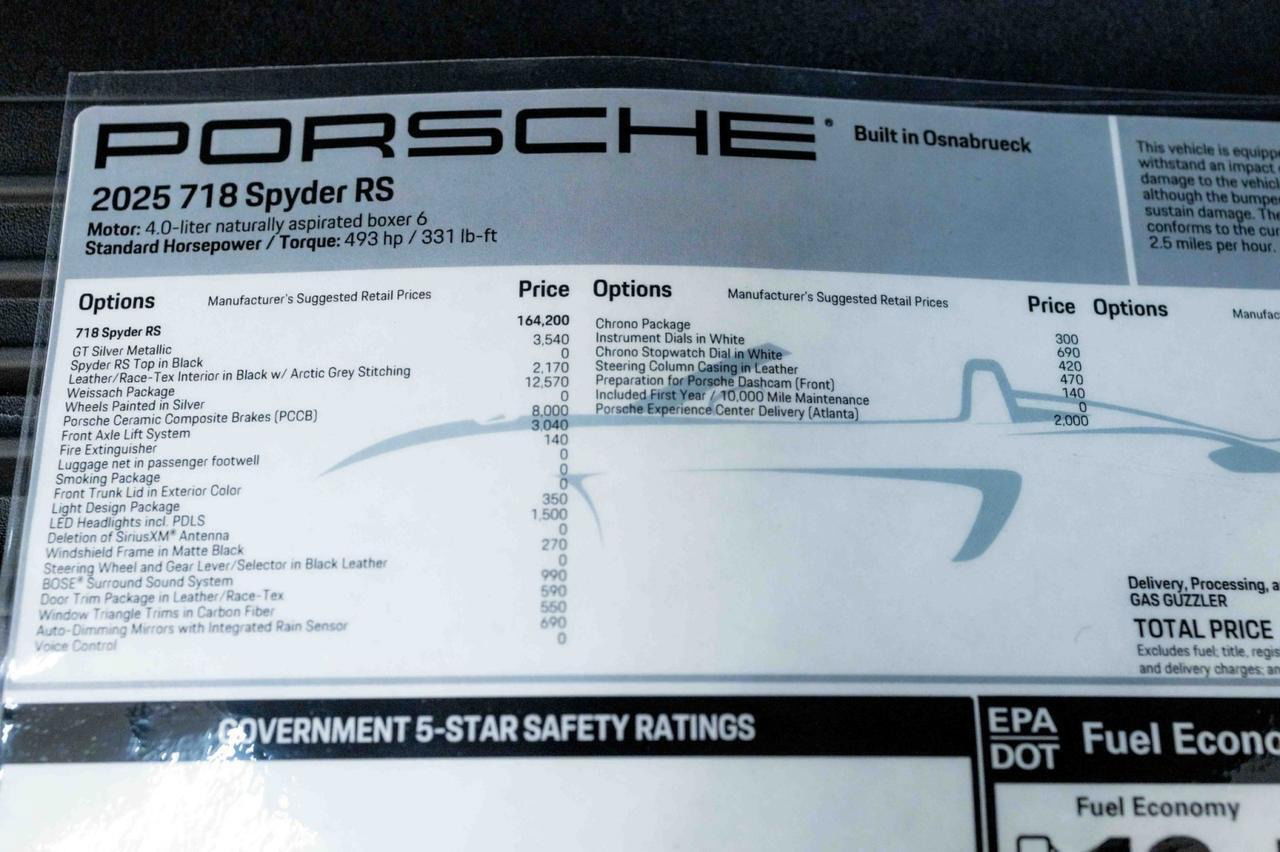 PORSCHE®
Built in Osnabrueck
2025 718 Spyder RS
Motor: 4.0-liter naturally aspirated boxer 6
Standard Horsepower / Torque: 493 hp / 331 lb-ft
This vehicle is equippe
withstand an impact
damage to the vehicl
although the bumpe
sustain damage. The
conforms to the cur
2.5 miles per hour.
Options Manufacturer's Suggested Retail Prices Price
718 Spyder RS 164,200
GT Silver Metallic 3,540
Spyder RS Top in Black 0
Leather/Race-Tex Interior in Black w/ Arctic Grey Stitching 2,170
Weissach Package 12,570
Wheels Painted in Silver 0
Porsche Ceramic Composite Brakes (PCCB) 8,000
Front Axle Lift System 3,040
Fire Extinguisher 140
Luggage net in passenger footwell 0
Smoking Package 0
Front Trunk Lid in Exterior Color 0
Light Design Package 350
LED Headlights incl. PDLS 1,500
Deletion of SiriusXM® Antenna 0
Windshield Frame in Matte Black 270
Steering Wheel and Gear Lever/Selector in Black Leather 0
BOSE® Surround Sound System 990
Door Trim Package in Leather/Race-Tex 590
Window Triangle Trims in Carbon Fiber 550
Auto-Dimming Mirrors with Integrated Rain Sensor 690
Voice Control 0
Options Manufacturer's Suggested Retail Prices Price
Chrono Package 300
Instrument Dials in White 690
Chrono Stopwatch Dial in White 420
Steering Column Casing in Leather 470
Preparation for Porsche Dashcam (Front) 140
Included First Year / 10,000 Mile Maintenance 0
Porsche Experience Center Delivery (Atlanta) 2,000
Options Manufac
Delivery, Processing, a
GAS GUZZLER
TOTAL PRICE
Excludes fuel, title, regis
and delivery charges; an
GOVERNMENT 5-STAR SAFETY RATINGS
EPA
DOT
Fuel Econo
Fuel Economy